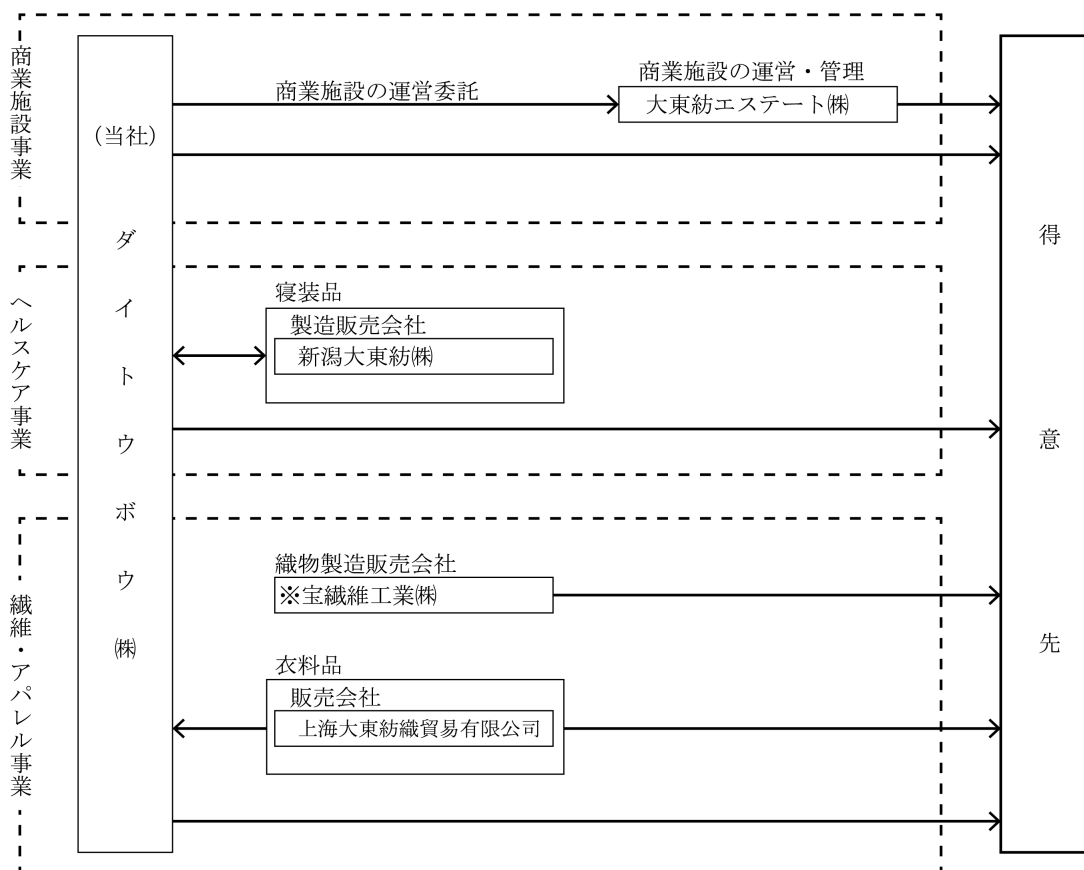 商業施設事業
(当社)
ダイトウボウ㈱
商業施設の運営委託
商業施設の運営・管理
大東紡エステート㈱
ヘルスケア事業
寝装品
製造販売会社
新潟大東紡㈱
繊維・アパレル事業
織物製造販売会社
※宝繊維工業㈱
衣料品
販売会社
上海大東紡織貿易有限公司
得意先